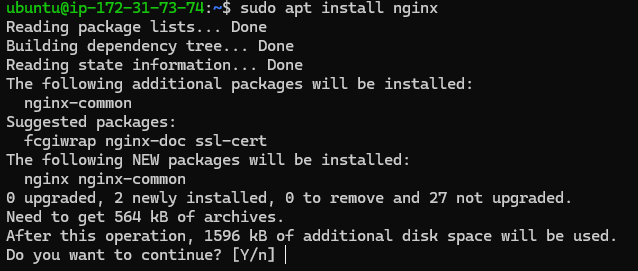 ubuntu@ip-172-31-73-74:~$ sudo apt install nginx
Reading package lists... Done
Building dependency tree... Done
Reading state information... Done
The following additional packages will be installed:
  nginx-common
Suggested packages:
  fcgiwrap nginx-doc ssl-cert
The following NEW packages will be installed:
  nginx nginx-common
0 upgraded, 2 newly installed, 0 to remove and 27 not upgraded.
Need to get 564 kB of archives.
After this operation, 1596 kB of additional disk space will be used.
Do you want to continue? [Y/n]